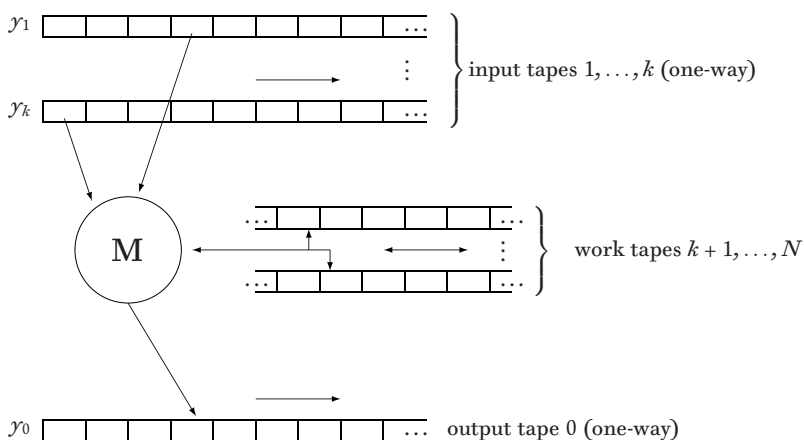 y₁ ...
⋮ input tapes 1, . . . , k (one-way)
yₖ ...
... ...
M ⋮ work tapes k + 1, . . . , N
... ...
y₀ ... output tape 0 (one-way)